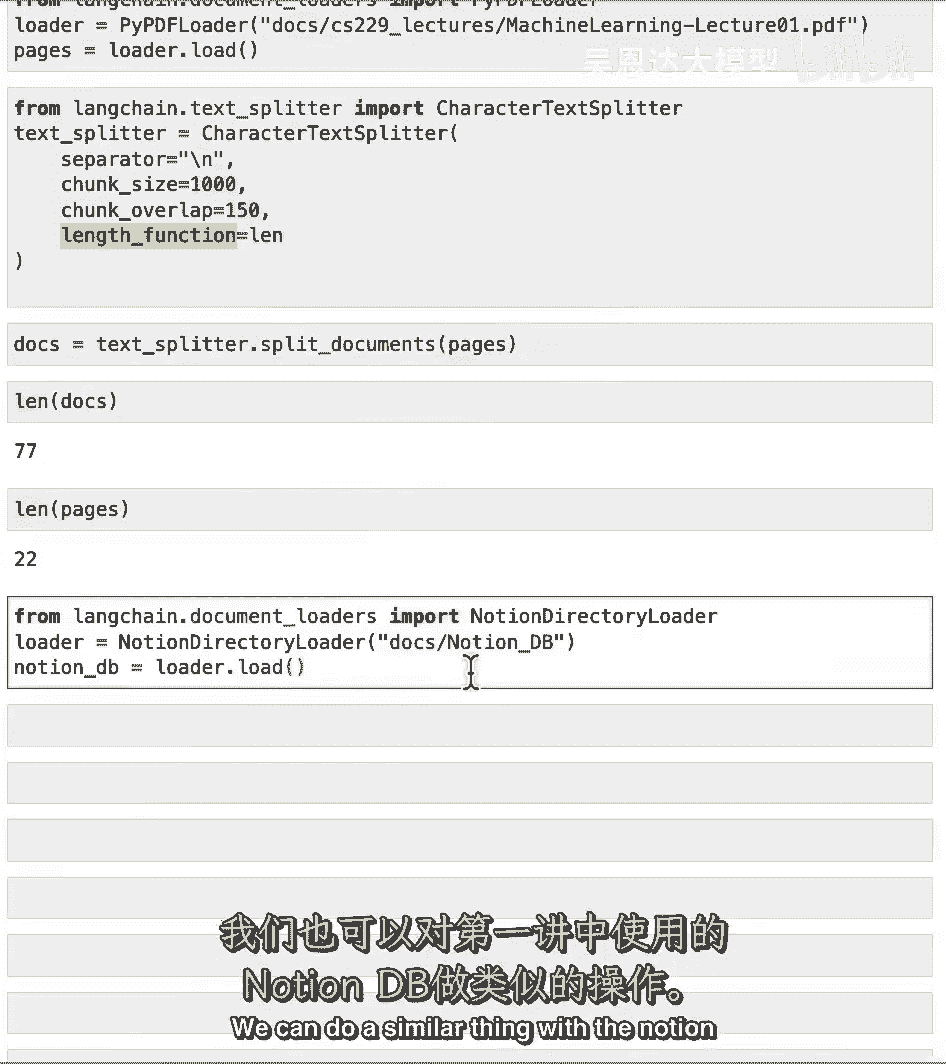 from langchain.document_loaders import PyPDFLoader
loader = PyPDFLoader("docs/cs229_lectures/MachineLearning-Lecture01.pdf")
pages = loader.load()
吴恩达大模型
from langchain.text_splitter import CharacterTextSplitter
text_splitter = CharacterTextSplitter(
    separator="\n",
    chunk_size=1000,
    chunk_overlap=150,
    length_function=len
)
docs = text_splitter.split_documents(pages)
len(docs)
77
len(pages)
22
from langchain.document_loaders import NotionDirectoryLoader
loader = NotionDirectoryLoader("docs/Notion_DB")
notion_db = loader.load()
我们也可以对第一讲中使用的
Notion DB做类似的操作。
We can do a similar thing with the notion